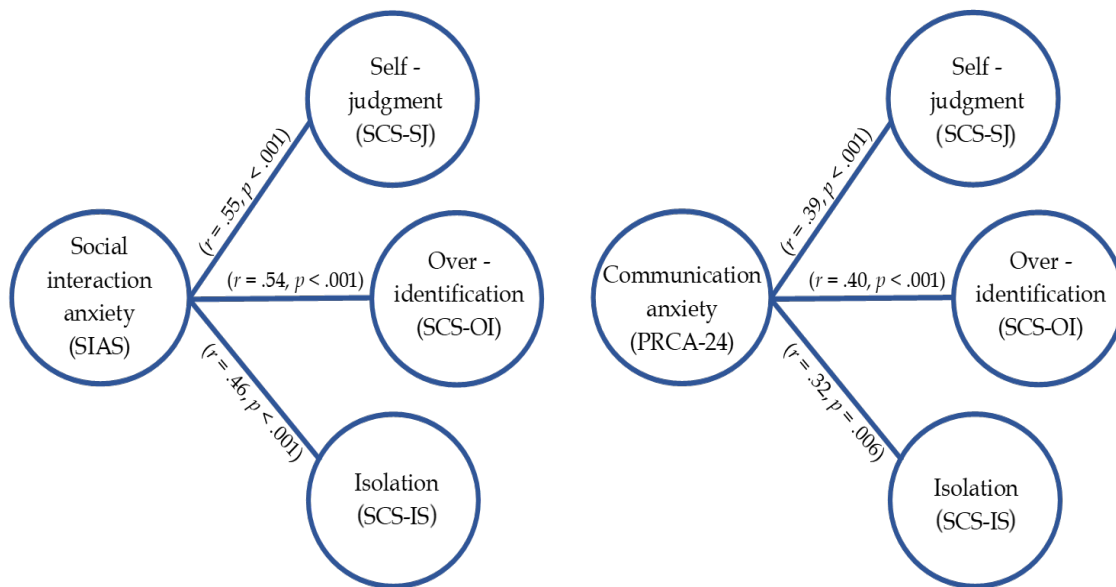 Self -
judgment
(SCS-SJ)
(r = .55, p < .001)
Social
interaction
anxiety
(SIAS)
(r = .54, p < .001)
Over -
identification
(SCS-OI)
(r = .46, p < .001)
Isolation
(SCS-IS)
Self -
judgment
(SCS-SJ)
(r = .39, p < .001)
Communication
anxiety
(PRCA-24)
(r = .40, p < .001)
Over -
identification
(SCS-OI)
(r = .32, p = .006)
Isolation
(SCS-IS)